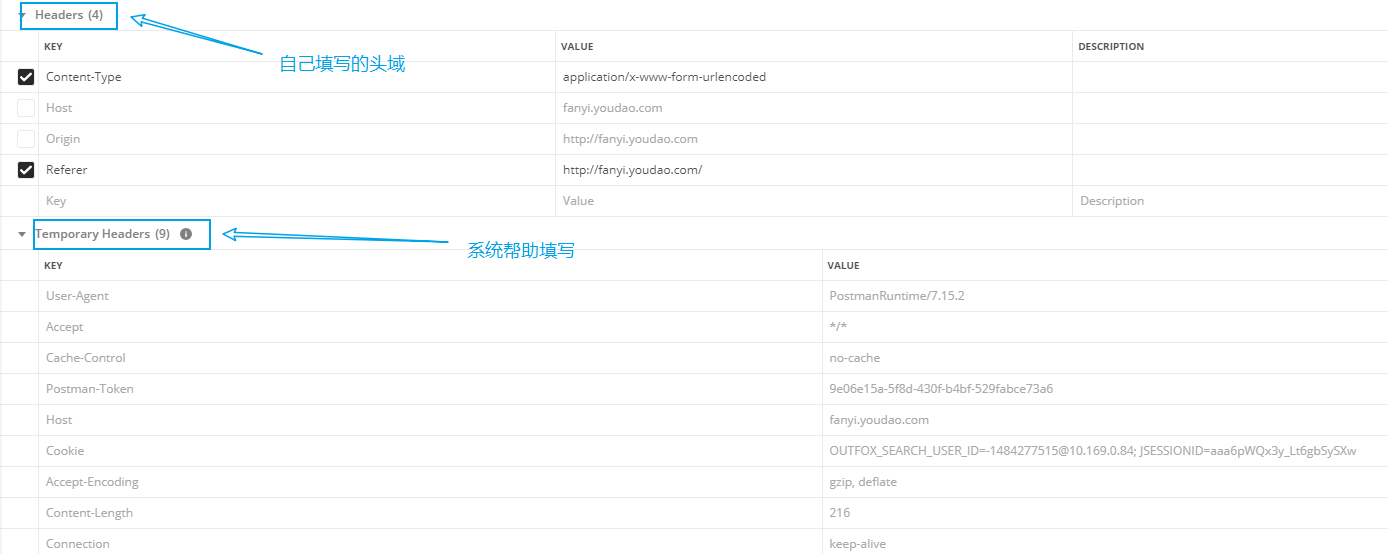 Headers (4)
自己填写的头域
KEY VALUE DESCRIPTION
Content-Type application/x-www-form-urlencoded
Host fanyi.youdao.com
Origin http://fanyi.youdao.com
Referer http://fanyi.youdao.com/
Key Value Description
Temporary Headers (9)
系统帮助填写
KEY VALUE
User-Agent PostmanRuntime/7.15.2
Accept */*
Cache-Control no-cache
Postman-Token 9e06e15a-5f8d-430f-b4bf-529fabce73a6
Host fanyi.youdao.com
Cookie OUTFOX_SEARCH_USER_ID=-1484277515@10.169.0.84; JSESSIONID=aaa6pWQx3y_Lt6gbSySXw
Accept-Encoding gzip, deflate
Content-Length 216
Connection keep-alive